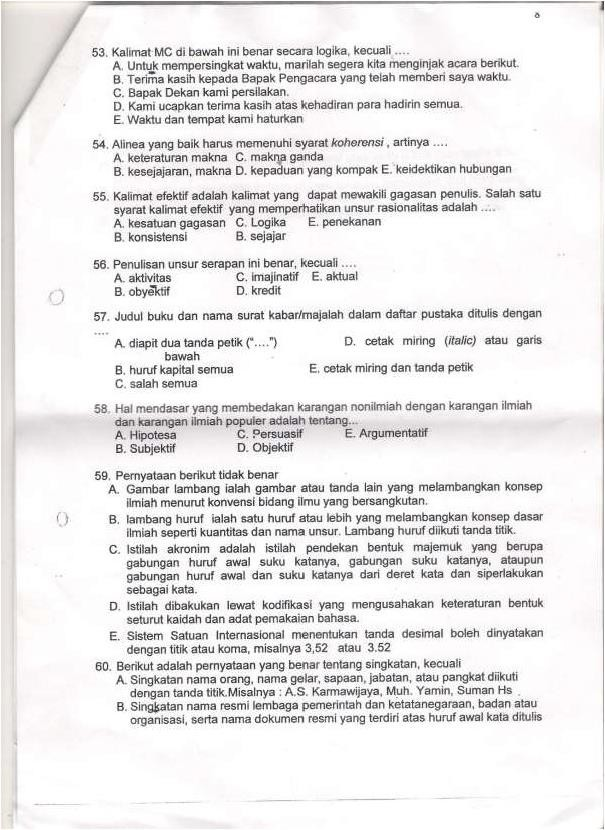 8
53. Kalimat MC di bawah ini benar secara logika, kecuali ....
A. Untuk mempersingkat waktu, marilah segera kita menginjak acara berikut.
B. Terima kasih kepada Bapak Pengacara yang telah memberi saya waktu.
C. Bapak Dekan kami persilakan.
D. Kami ucapkan terima kasih atas kehadiran para hadirin semua.
E. Waktu dan tempat kami haturkan
54. Alinea yang baik harus memenuhi syarat koherensi , artinya ....
A. keteraturan makna C. makna ganda
B. kesejajaran, makna D. kepaduan yang kompak E. keidektikan hubungan
55. Kalimat efektif adalah kalimat yang dapat mewakili gagasan penulis. Salah satu
syarat kalimat efektif yang memperhatikan unsur rasionalitas adalah ....
A. kesatuan gagasan C. Logika E. penekanan
B. konsistensi B. sejajar
56. Penulisan unsur serapan ini benar, kecuali ....
A. aktivitas C. imajinatif E. aktual
B. obyektif D. kredit
57. Judul buku dan nama surat kabar/majalah dalam daftar pustaka ditulis dengan
....
A. diapit dua tanda petik ("....") D. cetak miring (italic) atau garis
bawah
B. huruf kapital semua E. cetak miring dan tanda petik
C. salah semua
58. Hal mendasar yang membedakan karangan nonilmiah dengan karangan ilmiah
dan karangan ilmiah populer adalah tentang...
A. Hipotesa C. Persuasif E. Argumentatif
B. Subjektif D. Objektif
59. Pernyataan berikut tidak benar
A. Gambar lambang ialah gambar atau tanda lain yang melambangkan konsep
ilmiah menurut konvensi bidang ilmu yang bersangkutan.
B. lambang huruf ialah satu huruf atau lebih yang melambangkan konsep dasar
ilmiah seperti kuantitas dan nama unsur. Lambang huruf diikuti tanda titik.
C. Istilah akronim adalah istilah pendekan bentuk majemuk yang berupa
gabungan huruf awal suku katanya, gabungan suku katanya, ataupun
gabungan huruf awal dan suku katanya dari deret kata dan siperlakukan
sebagai kata.
D. Istilah dibakukan lewat kodifikasi yang mengusahakan keteraturan bentuk
seturut kaidah dan adat pemakaian bahasa.
E. Sistem Satuan Internasional menentukan tanda desimal boleh dinyatakan
dengan titik atau koma, misalnya 3,52 atau 3.52
60. Berikut adalah pernyataan yang benar tentang singkatan, kecuali
A. Singkatan nama orang, nama gelar, sapaan, jabatan, atau pangkat diikuti
dengan tanda titik.Misalnya : A.S. Karmawijaya, Muh. Yamin, Suman Hs .
B. Singkatan nama resmi lembaga pemerintah dan ketatanegaraan, badan atau
organisasi, serta nama dokumen resmi yang terdiri atas huruf awal kata ditulis